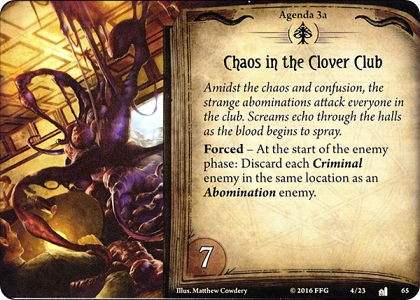 Agenda 3a
Chaos in the Clover Club
Amidst the chaos and confusion, the
strange abominations attack everyone in
the club. Screams echo through the halls
as the blood begins to spray.
Forced – At the start of the enemy
phase: Discard each Criminal
enemy in the same location as an
Abomination enemy.
7
Illus. Matthew Cowdery © 2016 FFG 4/23 65